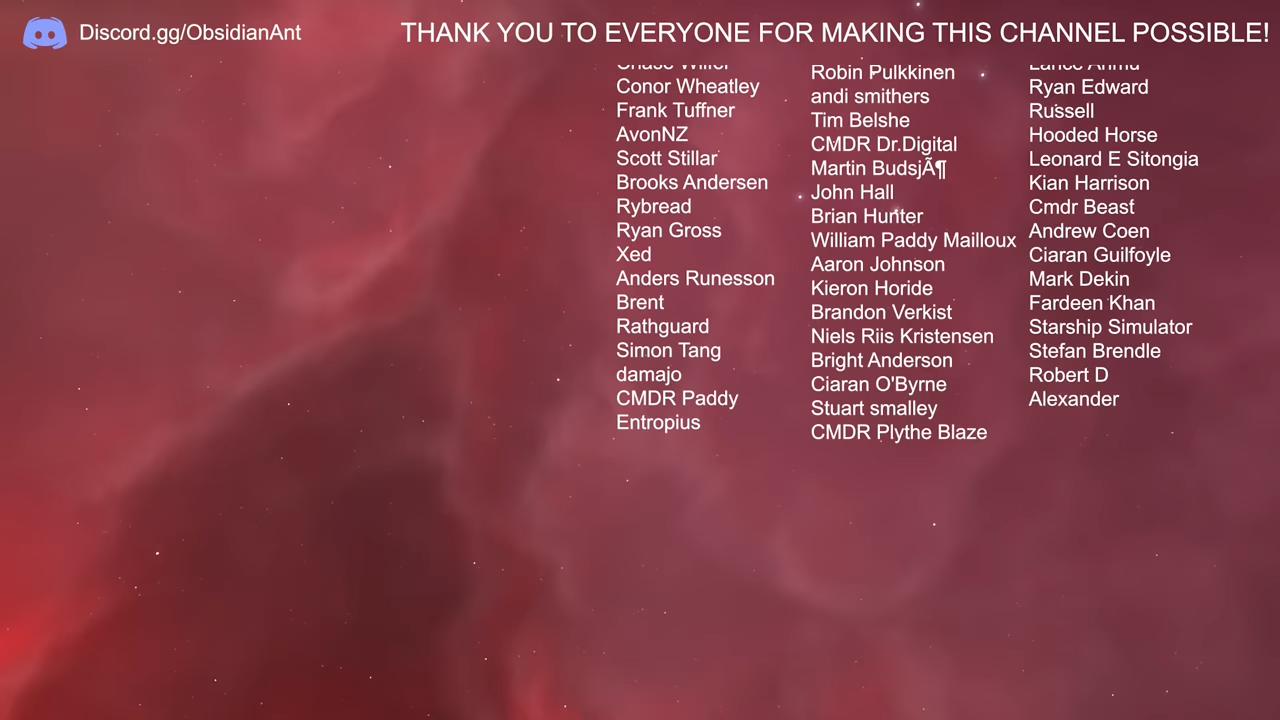 Discord.gg/ObsidianAnt
THANK YOU TO EVERYONE FOR MAKING THIS CHANNEL POSSIBLE!
Conor Wheatley
Frank Tuffner
AvonNZ
Scott Stillar
Brooks Andersen
Rybread
Ryan Gross
Xed
Anders Runesson
Brent
Rathguard
Simon Tang
damajo
CMDR Paddy
Entropius
Robin Pulkkinen
andi smithers
Tim Belshe
CMDR Dr.Digital
Martin BudsjÃ¶
John Hall
Brian Hunter
William Paddy Mailloux
Aaron Johnson
Kieron Horide
Brandon Verkist
Niels Riis Kristensen
Bright Anderson
Ciaran O'Byrne
Stuart smalley
CMDR Plythe Blaze
Ryan Edward
Russell
Hooded Horse
Leonard E Sitongia
Kian Harrison
Cmdr Beast
Andrew Coen
Ciaran Guilfoyle
Mark Dekin
Fardeen Khan
Starship Simulator
Stefan Brendle
Robert D
Alexander